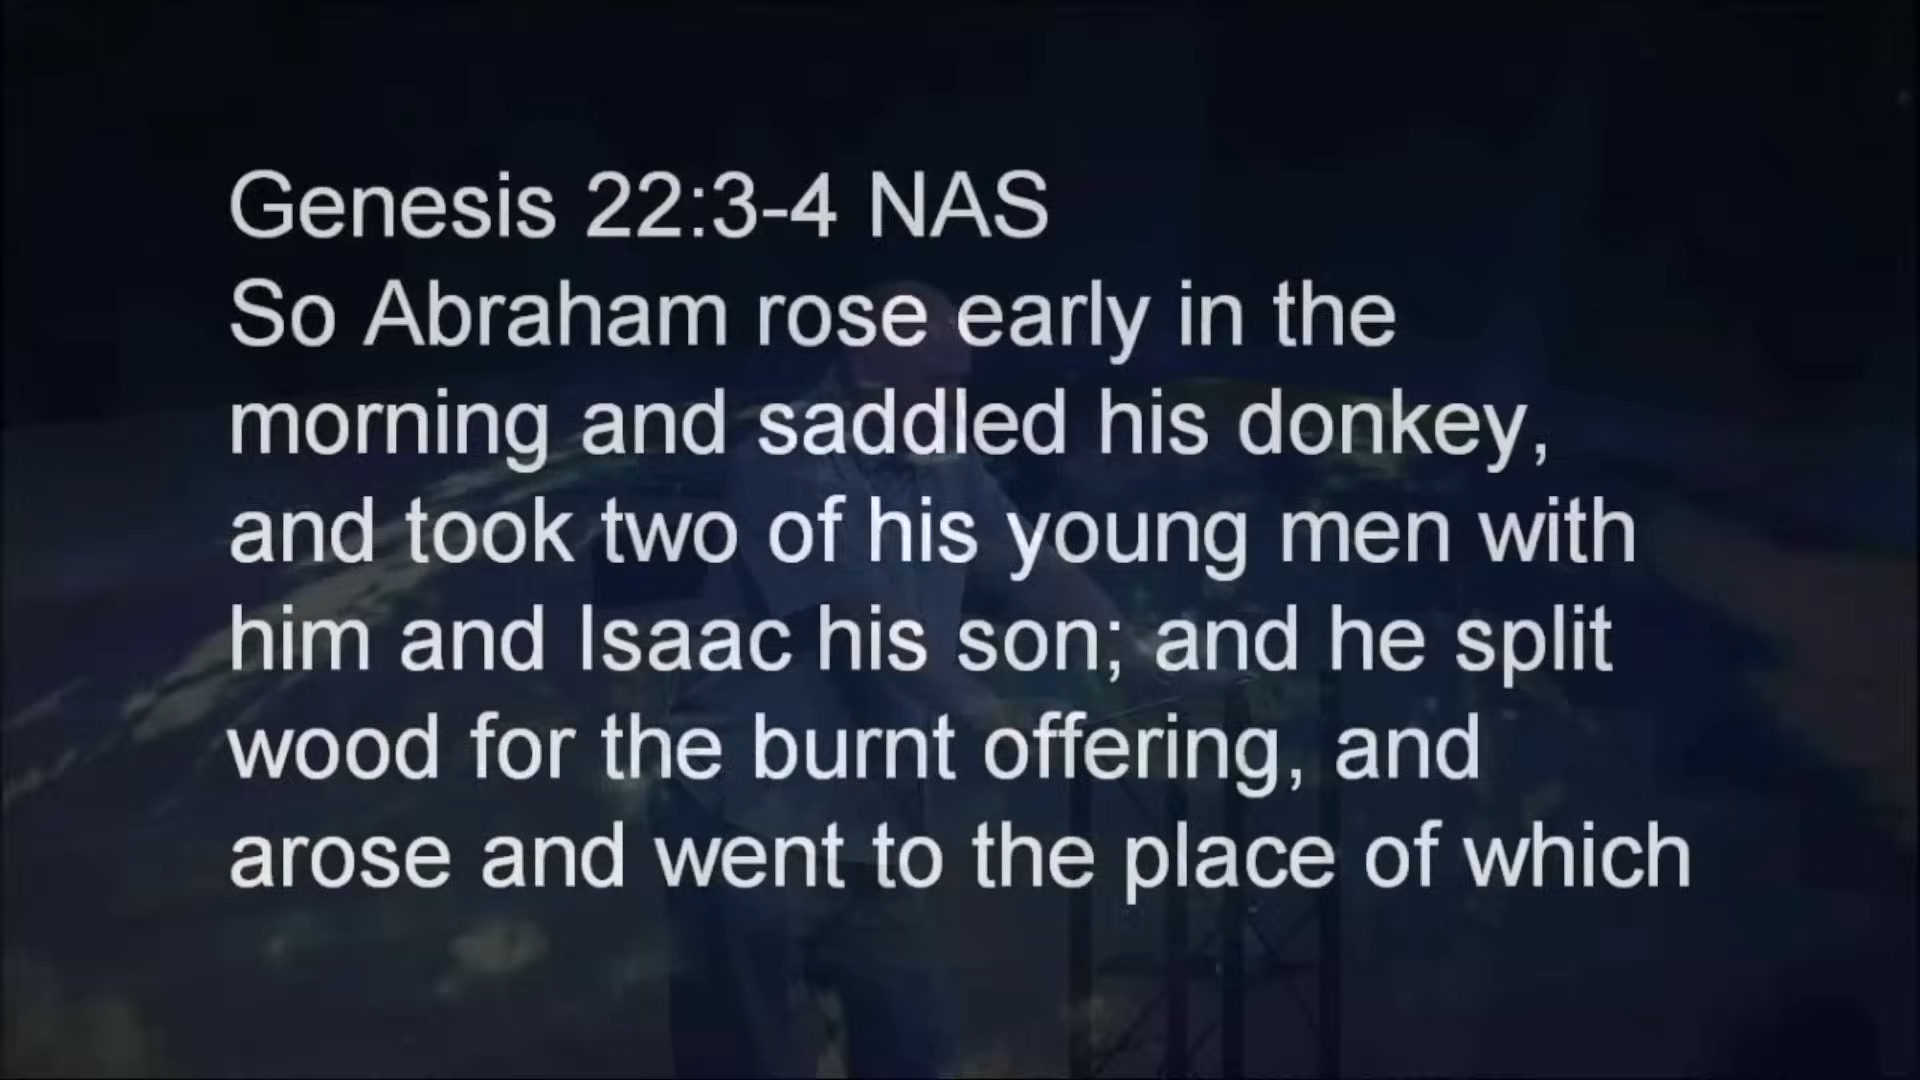 Genesis 22:3-4 NAS
So Abraham rose early in the
morning and saddled his donkey,
and took two of his young men with
him and Isaac his son; and he split
wood for the burnt offering, and
arose and went to the place of which